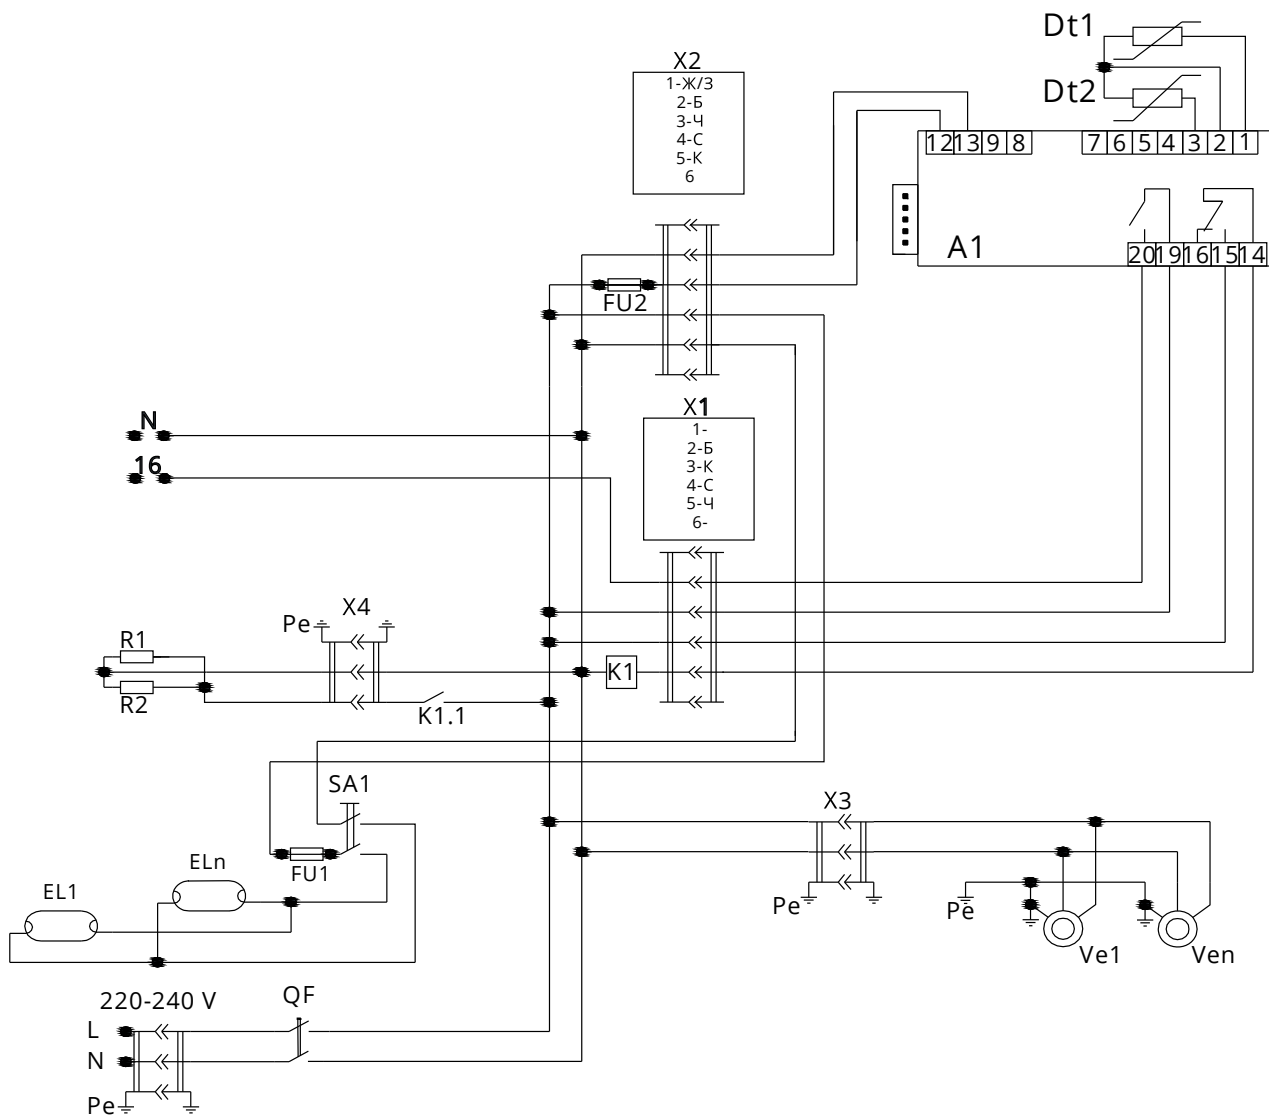 Dt1
X2
1-Ж/З
2-Б
3-Ч
4-С
5-К
6
Dt2
12 13 9 8
7 6 5 4 3 2 1
A1
20 19 16 15 14
FU2
X1
1-
2-Б
3-К
4-С
5-Ч
6-
N
16
X4
Pe
R1
R2
K1
K1.1
SA1
X3
FU1
ELn
EL1
Pe
Pe
Ve1
Ven
220-240 V
QF
L
N
Pe